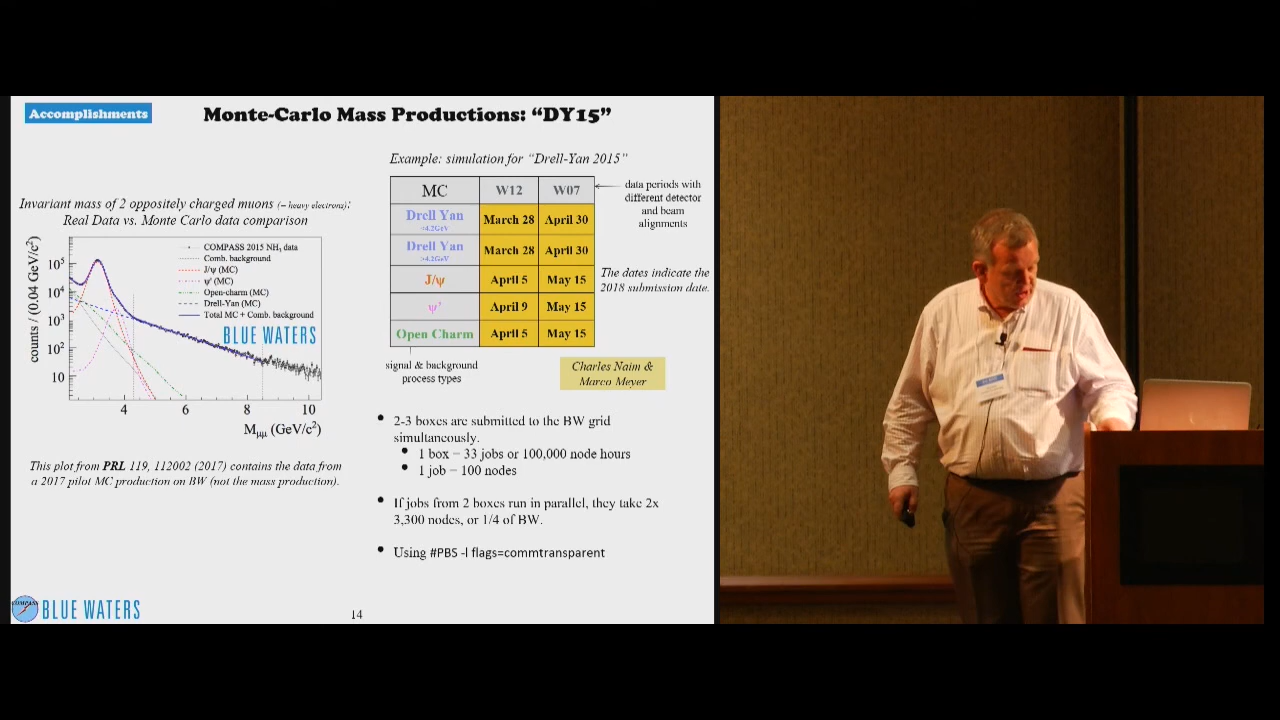 Accomplishments
Monte-Carlo Mass Productions: “DY15”
Invariant mass of 2 oppositely charged muons (= heavy electrons):
Real Data vs. Monte Carlo data comparison
counts / (0.04 GeV/c²)
10⁵
10⁴
10³
10²
10
COMPASS 2015 NH₃ data
Comb. background
J/ψ (MC)
ψ' (MC)
Open-charm (MC)
Drell-Yan (MC)
Total MC + Comb. background
BLUE WATERS
4
6
8
10
Mμμ (GeV/c²)
This plot from PRL 119, 112002 (2017) contains the data from
a 2017 pilot MC production on BW (not the mass production).
Example: simulation for “Drell-Yan 2015”
MC W12 W07
Drell Yan March 28 April 30
<4.2GeV
Drell Yan March 28 April 30
>4.2GeV
J/ψ April 5 May 15
ψ' April 9 May 15
Open Charm April 5 May 15
data periods with
different detector
and beam
alignments
The dates indicate the
2018 submission date.
signal & background
process types
Charles Naim &
Marco Meyer
• 2-3 boxes are submitted to the BW grid
simultaneously.
• 1 box = 33 jobs or 100,000 node hours
• 1 job = 100 nodes
• If jobs from 2 boxes run in parallel, they take 2x
3,300 nodes, or 1/4 of BW.
• Using #PBS -l flags=commtransparent
COMPASS
BLUE WATERS
14